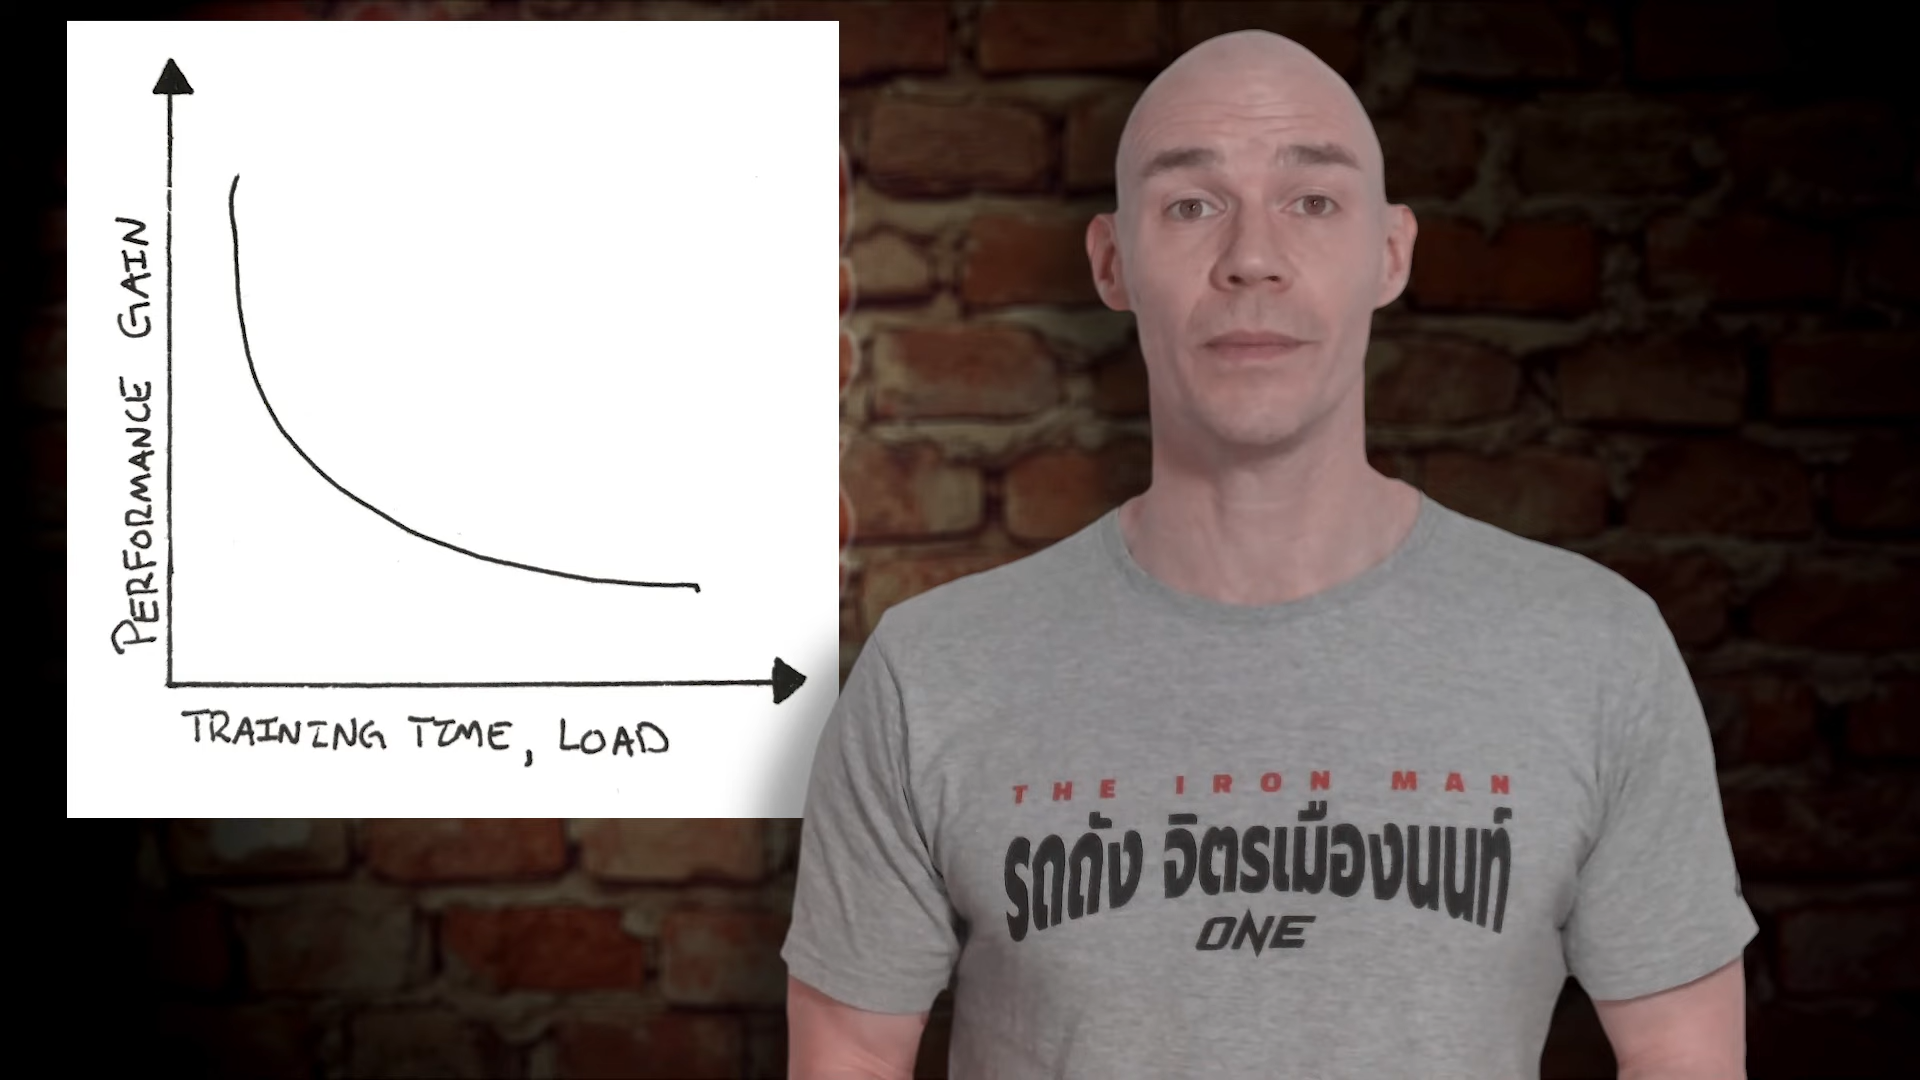 PERFORMANCE GAIN
TRAINING TIME, LOAD
THE IRON MAN
รถถัง จิตรเมืองนนท์
ONE